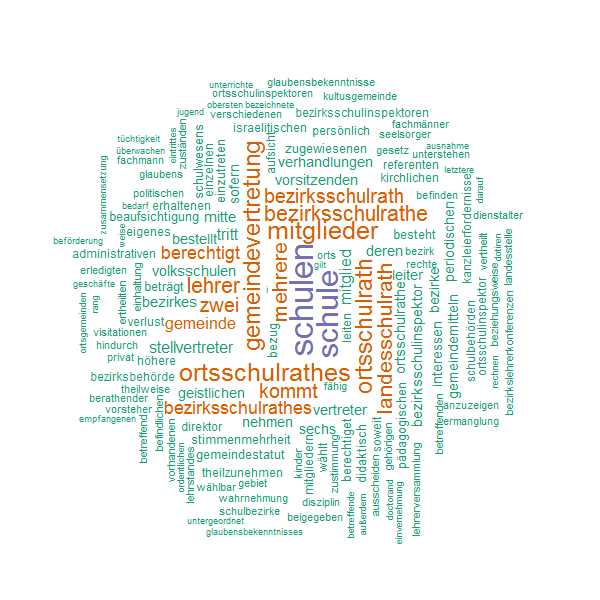 glaubensbekenntnisse
unterrichte
ortsschulinspektoren
kultusgemeinde
obersten
bezeichnete
jugend
verschiedenen
bezirksschulinspektoren
fachmänner
israelitischen
persönlich
seelsorger
tüchtigkeit
überwachen
eintrittes
zuständen
schulwesens
einzelnen
einzutreten
sofern
aufsicht
zugewiesenen
gesetz
ausnahme
unterstehen
fachmann
verhandlungen
referenten
letztere
glaubens
vorsitzenden
kirchlichen
darauf
zusammensetzung
politischen
bedarf
erhaltenen
bezirksschulrath
befinden
beaufsichtigung
mitte
bezirksschulrathe
dienstalter
weise
eigenes
tritt
mitglieder
besteht
beförderung
bestellt
gemeindevertretung
administrativen
berechtigt
mehrere
schulen
schule
orts
gilt
deren
bezirk
rechte
periodischen
kanzleierfordernisse
vertheilt
dotiren
landesstelle
erledigten
volksschulen
mitglied
leiter
bezirke
geschäfte
ertheilten
einhaltung
beträgt
lehrer
i
ortsschulrath
landesschulrath
ortsschulrathe
bezirksschulinspektor
interessen
gemeindemitteln
schulbehörden
ortsschulinspektor
beziehungsweise
rang
bezirkes
zwei
leiten
ortsgemeinden
verlust
gemeinde
bezug
visitationen
hindurch
stellvertreter
privat
höhere
rechnen
bezirkslehrerkonferenzen
bezirksbehörde
ortsschulrathes
theilweise
geistlichen
kommt
fähig
berathender
vorsteher
bezirksschulrathes
vertreter
anzuzeigen
empfangenen
betreffend
befindlichen
vorhandenen
direktor
nehmen
sechs
soweit
pädagogischen
betreffenden
ermanglung
stimmenmehrheit
ordentlichen
lehrstandes
gemeindestatut
mitgliedern
wählt
zustimmung
berechtiget
didaktisch
gehörigen
theilzunehmen
kinder
wählbar
gebiet
ausscheiden
lehrerversammlung
wahrnehmung
disziplin
doctorand
schulbezirke
untergeordnet
beigegeben
betreffende
außerdem
einvernehmung
glaubensbekenntnisses